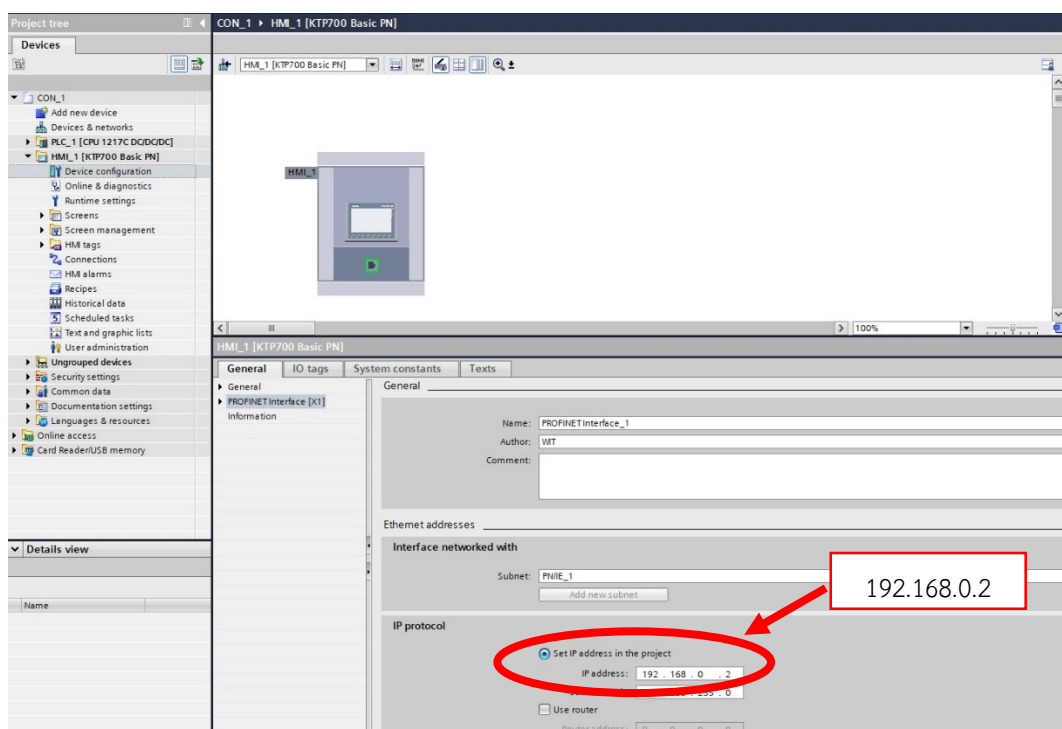 Project tree
Devices
CON_1
Add new device
Devices & networks
PLC_1 [CPU 1217C DC/DC/DC]
HMI_1 [KTP700 Basic PN]
Device configuration
Online & diagnostics
Runtime settings
Screens
Screen management
HMI tags
Connections
HMI alarms
Recipes
Historical data
Scheduled tasks
Text and graphic lists
User administration
Ungrouped devices
Security settings
Common data
Documentation settings
Languages & resources
Online access
Card Reader/USB memory
Details view
Name
CON_1 ▸ HMI_1 [KTP700 Basic PN]
HMI_1 [KTP700 Basic PN]
HMI_1
100%
HMI_1 [KTP700 Basic PN]
General IO tags System constants Texts
General
PROFINET Interface [X1]
Information
General
Name: PROFINET Interface_1
Author: WIT
Comment:
Ethernet addresses
Interface networked with
Subnet: PN/IE_1
Add new subnet
192.168.0.2
IP protocol
Set IP address in the project
IP address: 192 . 168 . 0 . 2
. 0
Use router
Router address: 0 . 0 . 0 . 0